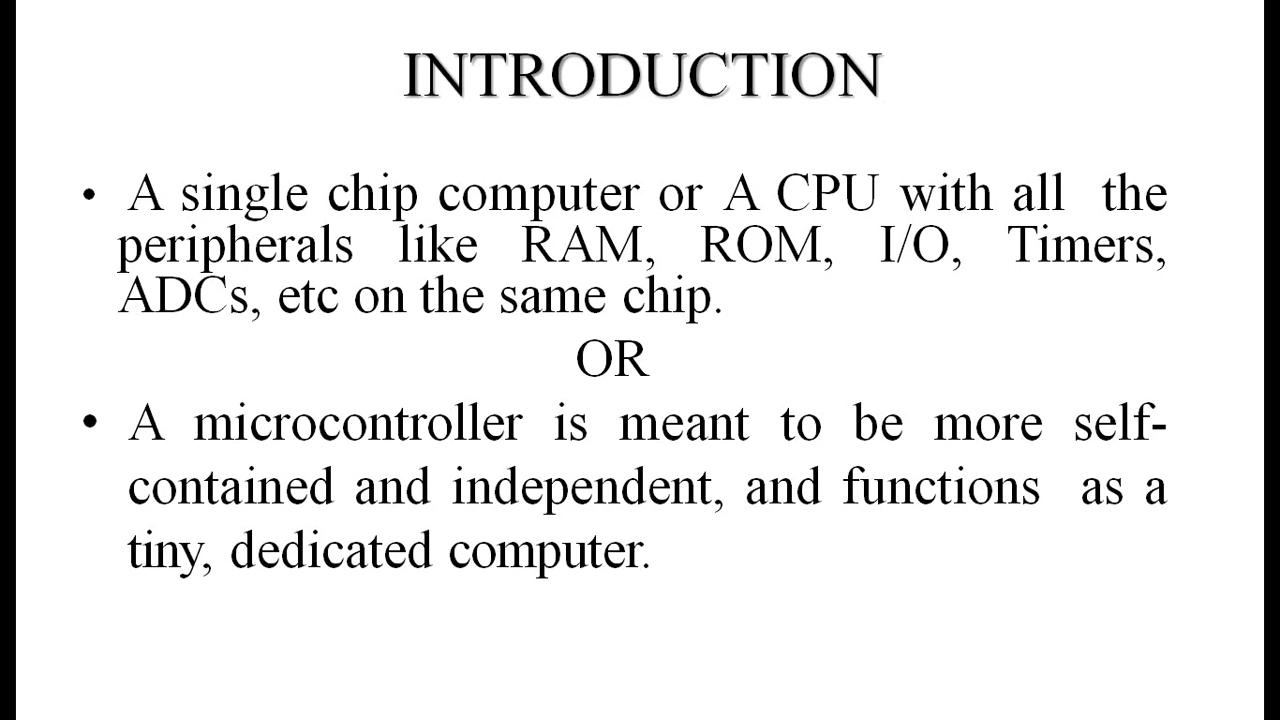 INTRODUCTION
• A single chip computer or A CPU with all the
peripherals like RAM, ROM, I/O, Timers,
ADCs, etc on the same chip.
OR
• A microcontroller is meant to be more self-
contained and independent, and functions as a
tiny, dedicated computer.